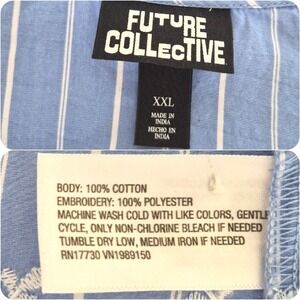 FUTURE
COLLECTIVE
XXL
MADE IN
INDIA
HECHO EN
INDIA
BODY: 100% COTTON
EMBROIDERY: 100% POLYESTER
MACHINE WASH COLD WITH LIKE COLORS, GENTLE
CYCLE, ONLY NON-CHLORINE BLEACH IF NEEDED
TUMBLE DRY LOW, MEDIUM IRON IF NEEDED
RN17730 VN1989150